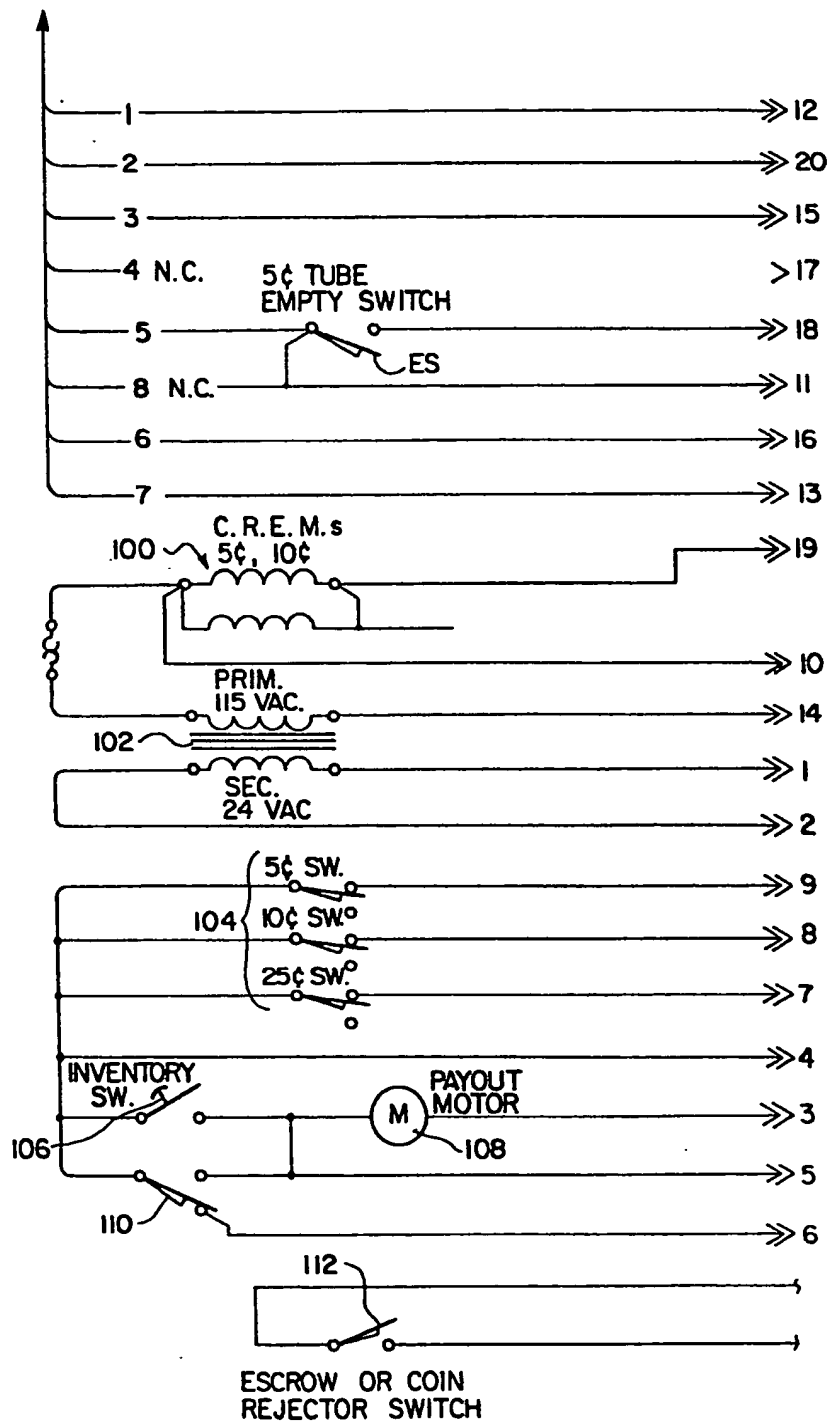 1 12
2 20
3 15
4 N.C. 17
5¢ TUBE
EMPTY SWITCH
5 18
ES
8 N.C. 11
6 16
7 13
C.R.E.M.s
100 5¢, 10¢ 19
10
PRIM.
115 VAC. 14
102
1
SEC.
24 VAC
2
5¢ SW. 9
104 10¢ SW. 8
25¢ SW. 7
4
INVENTORY
SW.
PAYOUT
MOTOR
M 3
106 108
5
110
6
112
ESCROW OR COIN
REJECTOR SWITCH